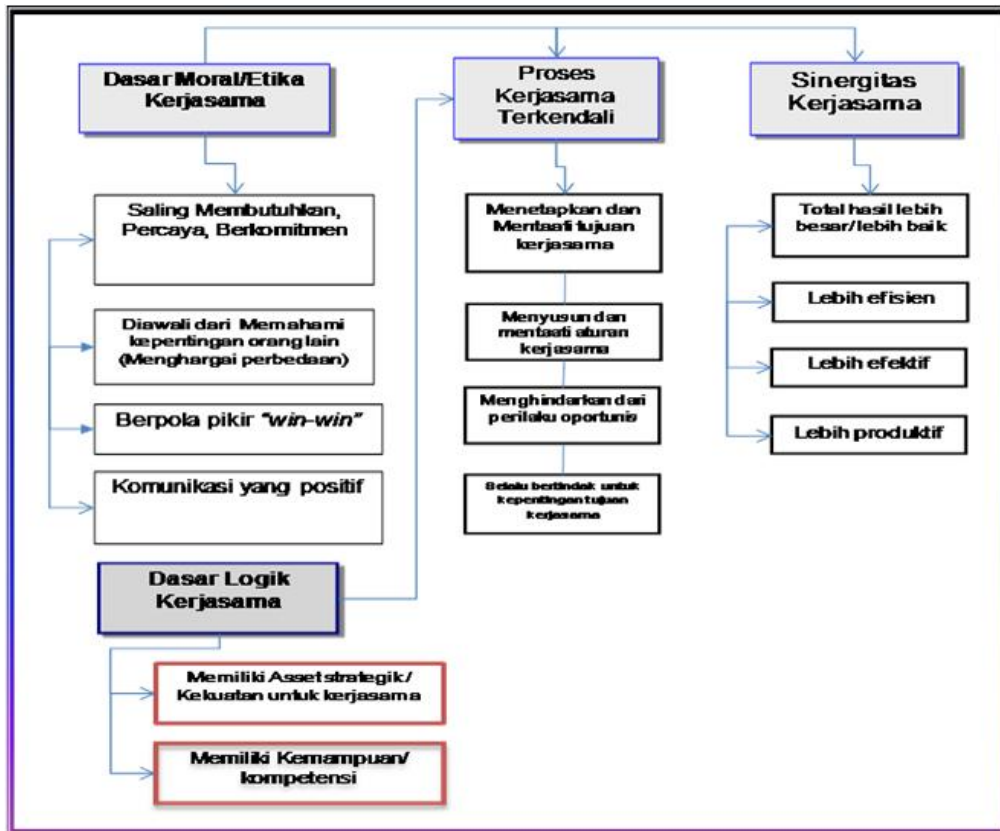 Dasar Moral/Etika
Kerjasama
Saling Membutuhkan,
Percaya, Berkomitmen
Diawali dari Memahami
kepentingan orang lain
(Menghargai perbedaan)
Berpola pikir "win-win"
Komunikasi yang positif
Dasar Logik
Kerjasama
Memiliki Asset strategik/
Kekuatan untuk kerjasama
Memiliki Kemampuan/
kompetensi
Proses
Kerjasama
Terkendali
Menetapkan dan
Mentaati tujuan
kerjasama
Menyusun dan
mentaati aturan
kerjasama
Menghindarkan dari
perilaku oportunis
Selalu bertindak untuk
kepentingan tujuan
kerjasama
Sinergitas
Kerjasama
Total hasil lebih
besar/lebih baik
Lebih efisien
Lebih efektif
Lebih produktif